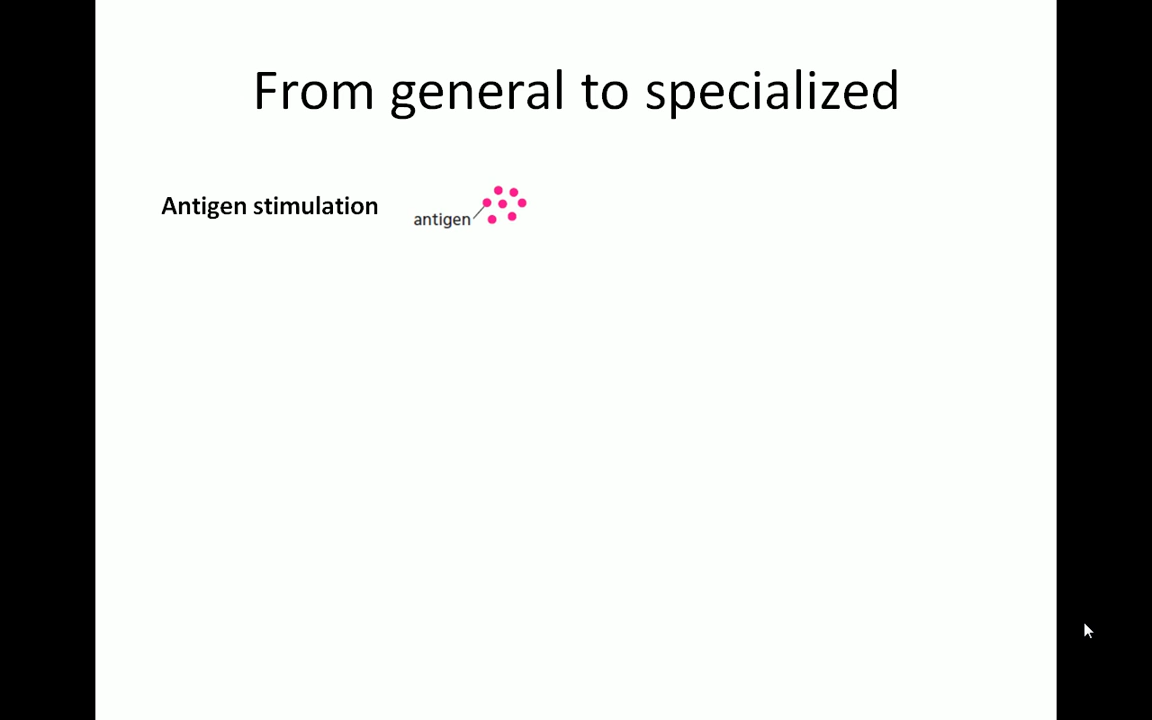 From general to specialized
Antigen stimulation
antigen